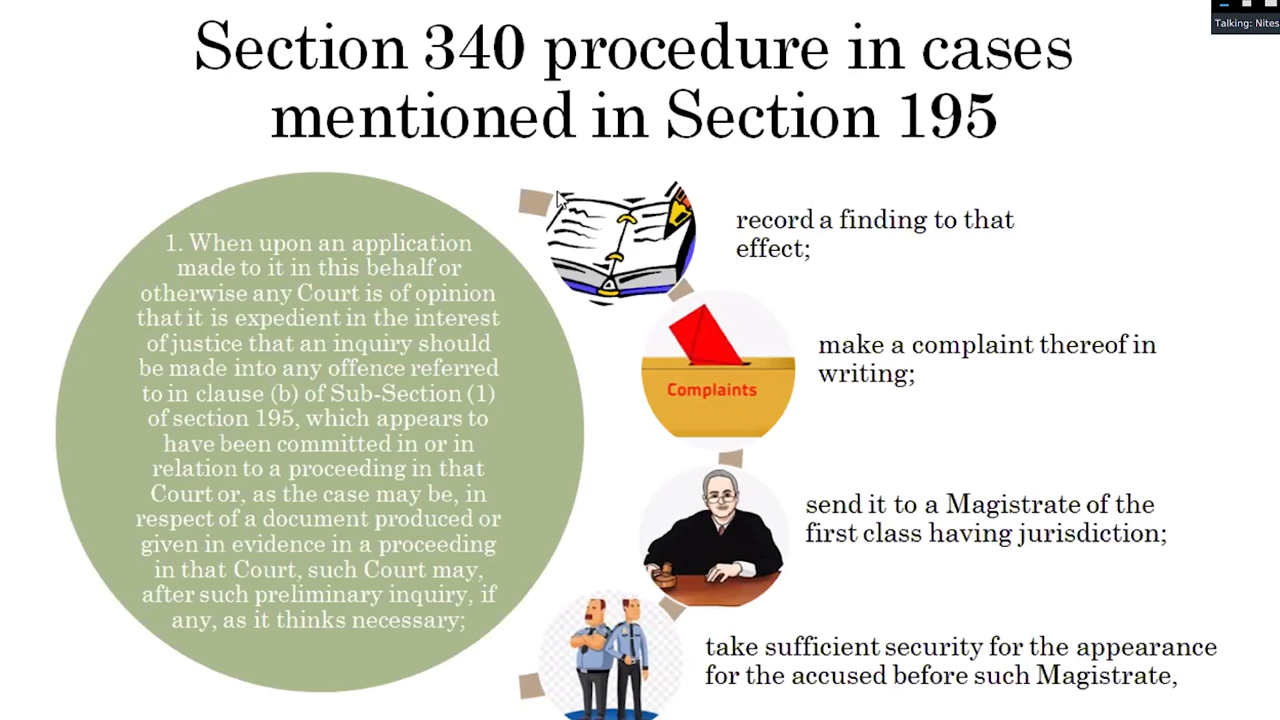 Section 340 procedure in cases
mentioned in Section 195
Talking: Nites
1. When upon an application
made to it in this behalf or
otherwise any Court is of opinion
that it is expedient in the interest
of justice that an inquiry should
be made into any offence referred
to in clause (b) of Sub-Section (1)
of section 195, which appears to
have been committed in or in
relation to a proceeding in that
Court or, as the case may be, in
respect of a document produced or
given in evidence in a proceeding
in that Court, such Court may,
after such preliminary inquiry, if
any, as it thinks necessary;
record a finding to that
effect;
Complaints
make a complaint thereof in
writing;
send it to a Magistrate of the
first class having jurisdiction;
take sufficient security for the appearance
for the accused before such Magistrate,